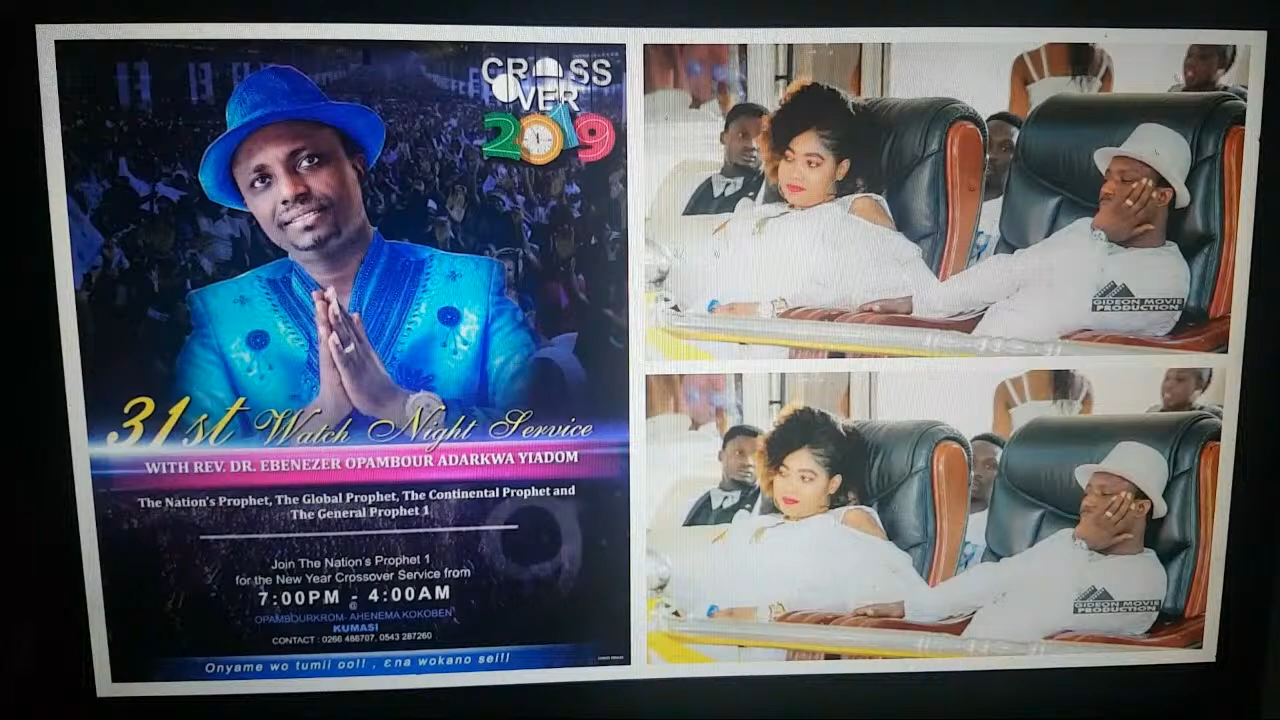 CROSS
OVER
2019
31st Watch Night Service
WITH REV. DR. EBENEZER OPAMBOUR ADARKWA YIADOM
The Nation's Prophet, The Global Prophet, The Continental Prophet and
The General Prophet 1
Join The Nation's Prophet 1
for the New Year Crossover Service from
7:00PM - 4:00AM
@
OPAMBOURKROM- AHENEMA KOKOBEN
KUMASI
CONTACT : 0266 486707. 0543 287260
Onyame wo tumii oo!! , Ɛna wokano sei!!
GIDEON MOVIE
PRODUCTION
GIDEON MOVIE
PRODUCTION